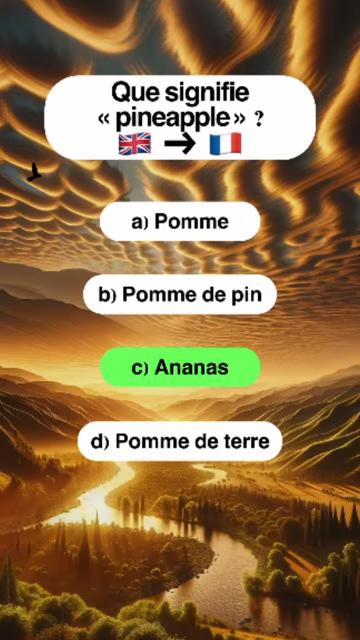 Que signifie
« pineapple » ?
🇬🇧 → 🇫🇷
a) Pomme
b) Pomme de pin
c) Ananas
d) Pomme de terre